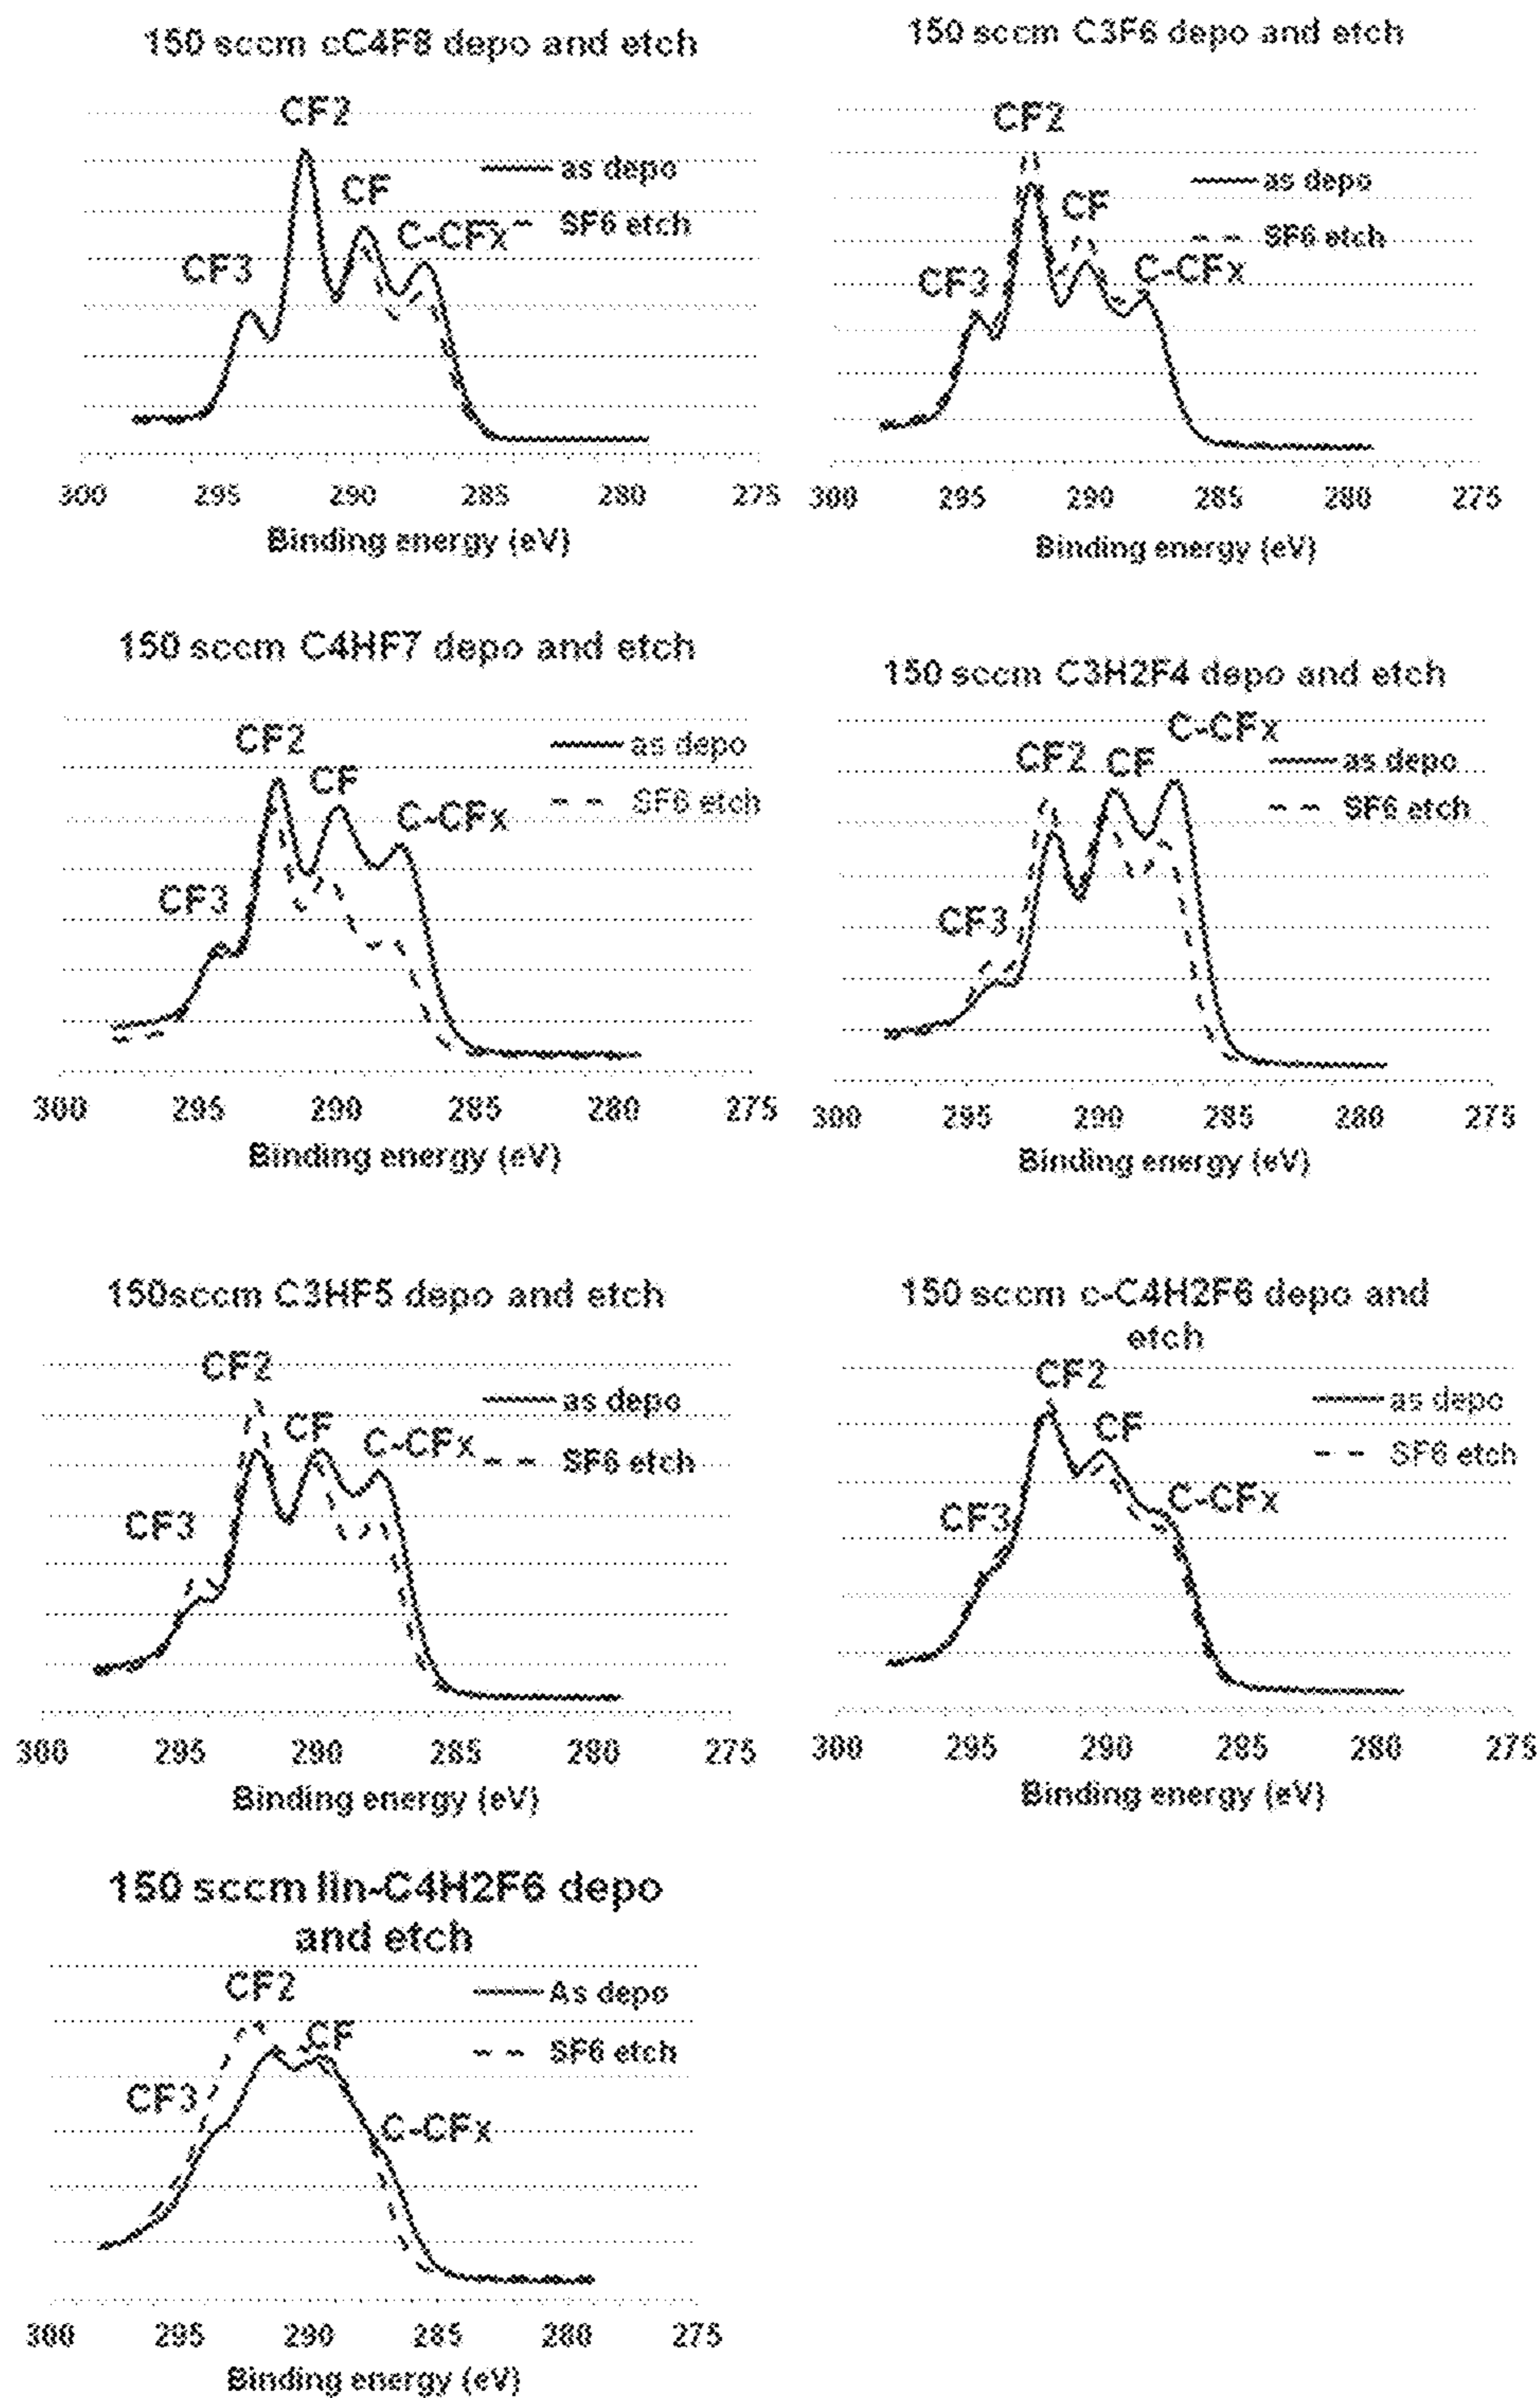 150 sccm cC4F8 depo and etch
CF2
as depo
CF
SF6 etch
C-CFx
CF3
300 295 290 285 280 275
Binding energy (eV)
150 sccm C3F6 depo and etch
CF2
as depo
CF
SF6 etch
C-CFx
CF3
300 295 290 285 280 275
Binding energy (eV)
150 sccm C4HF7 depo and etch
CF2
as depo
CF
SF6 etch
C-CFx
CF3
300 295 290 285 280 275
Binding energy (eV)
150 sccm C3H2F4 depo and etch
C-CFx
CF2 CF
as depo
SF6 etch
CF3
300 295 290 285 280 275
Binding energy (eV)
150sccm C3HF5 depo and etch
CF2
as depo
CF
C-CFx
SF6 etch
CF3
300 295 290 285 280 275
Binding energy (eV)
150 sccm c-C4H2F6 depo and
etch
CF2
as depo
CF
SF6 etch
C-CFx
CF3
300 295 290 285 280 275
Binding energy (eV)
150 sccm lin-C4H2F6 depo
and etch
CF2
As depo
CF
SF6 etch
CF3
C-CFx
300 295 290 285 280 275
Binding energy (eV)